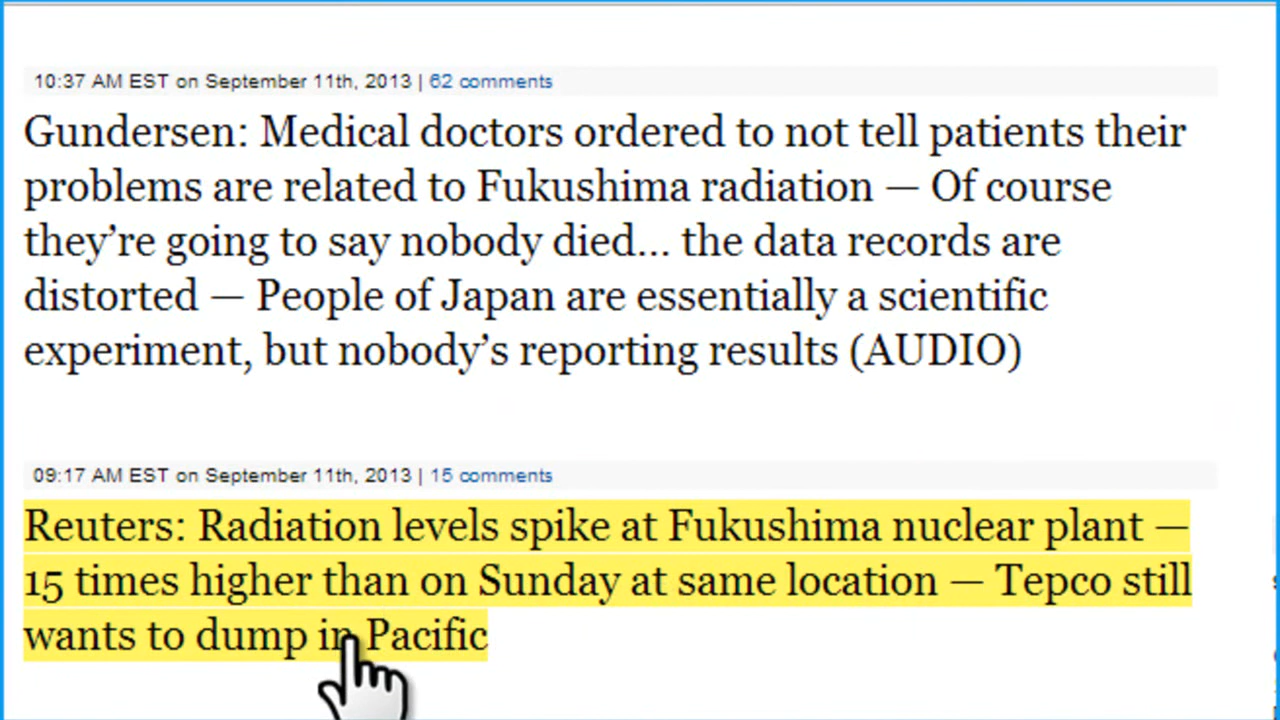 10:37 AM EST on September 11th, 2013 | 62 comments
Gundersen: Medical doctors ordered to not tell patients their
problems are related to Fukushima radiation — Of course
they’re going to say nobody died... the data records are
distorted — People of Japan are essentially a scientific
experiment, but nobody’s reporting results (AUDIO)
09:17 AM EST on September 11th, 2013 | 15 comments
Reuters: Radiation levels spike at Fukushima nuclear plant —
15 times higher than on Sunday at same location — Tepco still
wants to dump in Pacific